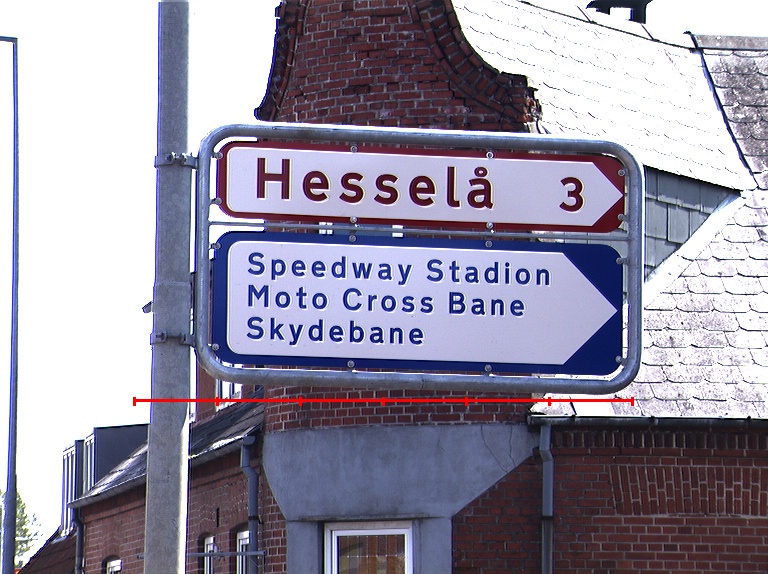 Hesselå 3
Speedway Stadion
Moto Cross Bane
Skydebane